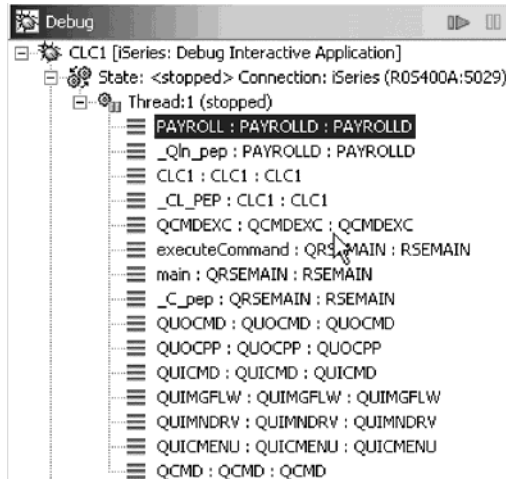 Debug
CLC1 [iSeries: Debug Interactive Application]
State: <stopped> Connection: iSeries (R05400A:5029)
Thread:1 (stopped)
PAYROLL : PAYROLLD : PAYROLLD
_Qln_pep : PAYROLLD : PAYROLLD
CLC1 : CLC1 : CLC1
_CL_PEP : CLC1 : CLC1
QCMDEXC : QCMDEXC : QCMDEXC
executeCommand : QRSEMAIN : RSEMAIN
main : QRSEMAIN : RSEMAIN
_C_pep : QRSEMAIN : RSEMAIN
QUOCMD : QUOCMD : QUOCMD
QUOCPP : QUOCPP : QUOCPP
QUICMD : QUICMD : QUICMD
QUIMGFLW : QUIMGFLW : QUIMGFLW
QUIMNDRV : QUIMNDRV : QUIMNDRV
QUICMENU : QUICMENU : QUICMENU
QCMD : QCMD : QCMD